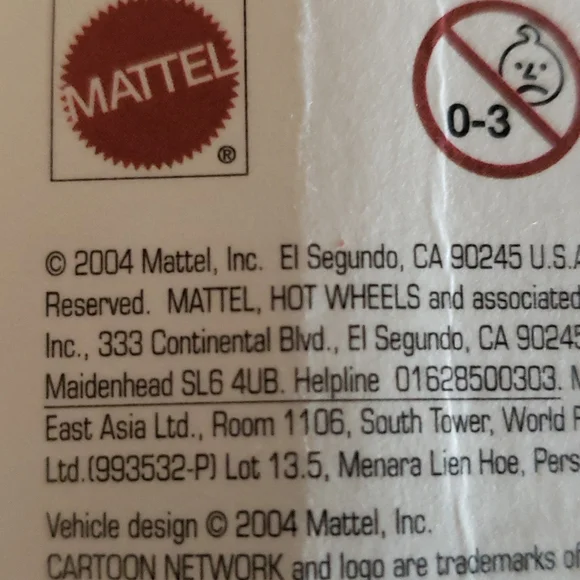 MATTEL
®
0-3
© 2004 Mattel, Inc. El Segundo, CA 90245 U.S.A
Reserved. MATTEL, HOT WHEELS and associated
Inc., 333 Continental Blvd., El Segundo, CA 90245
Maidenhead SL6 4UB. Helpline 01628500303. M
East Asia Ltd., Room 1106, South Tower, World
Ltd.(993532-P) Lot 13.5, Menara Lien Hoe, Pers
Vehicle design © 2004 Mattel, Inc.
CARTOON NETWORK and logo are trademarks of